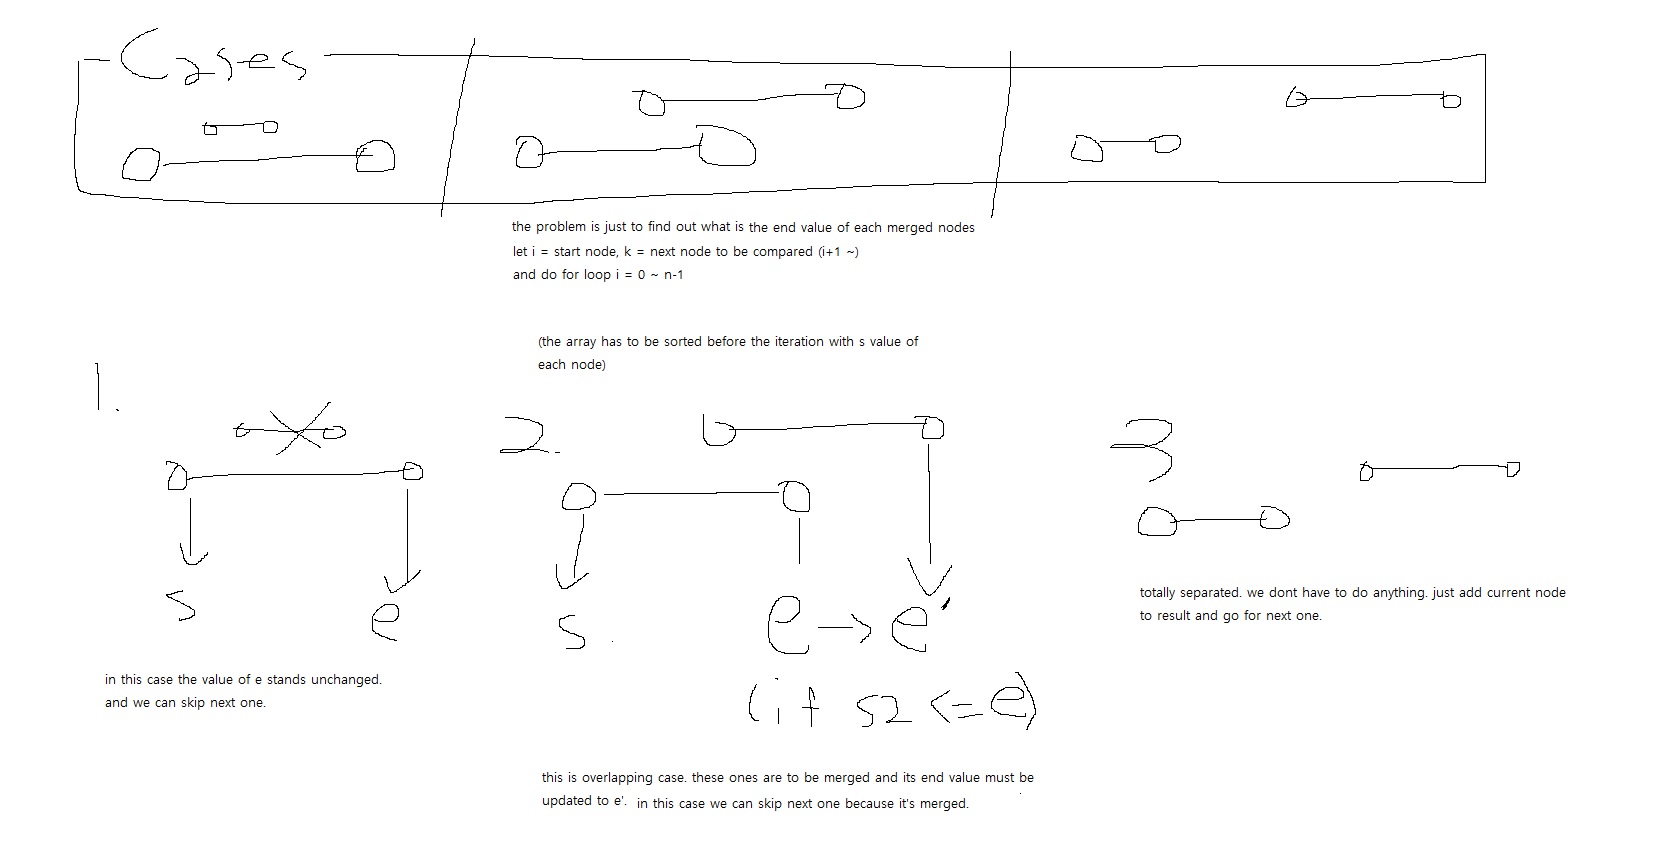 Cases
the problem is just to find out what is the end value of each merged nodes
let i = start node, k = next node to be compared (i+1 ~)
and do for loop i = 0 ~ n-1
(the array has to be sorted before the iteration with s value of
each node)
1.
s
e
in this case the value of e stands unchanged.
and we can skip next one.
2.
s.
e → e'
(if s2 <= e)
this is overlapping case. these ones are to be merged and its end value must be
updated to e'. in this case we can skip next one because it's merged.
3
totally separated. we dont have to do anything. just add current node
to result and go for next one.